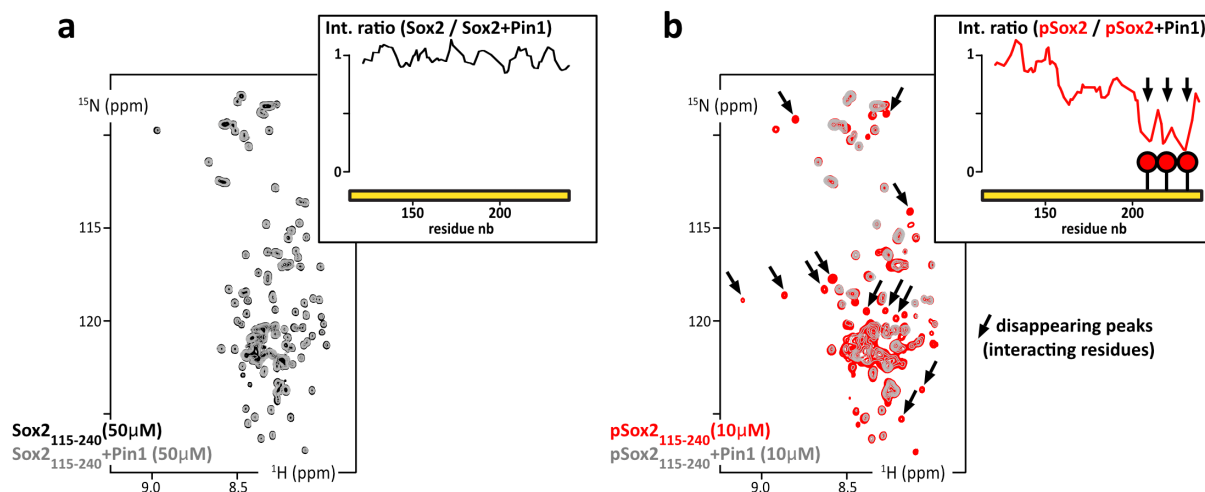 a
Int. ratio (Sox2 / Sox2+Pin1)
1
0
150
200
residue nb
15N (ppm)
115
120
Sox2115-240(50µM)
Sox2115-240+Pin1 (50µM)
1H (ppm)
9.0
8.5
b
Int. ratio (pSox2 / pSox2+Pin1)
1
0
150
200
residue nb
15N (ppm)
115
120
disappearing peaks
(interacting residues)
pSox2115-240(10µM)
pSox2115-240+Pin1 (10µM)
1H (ppm)
9.0
8.5